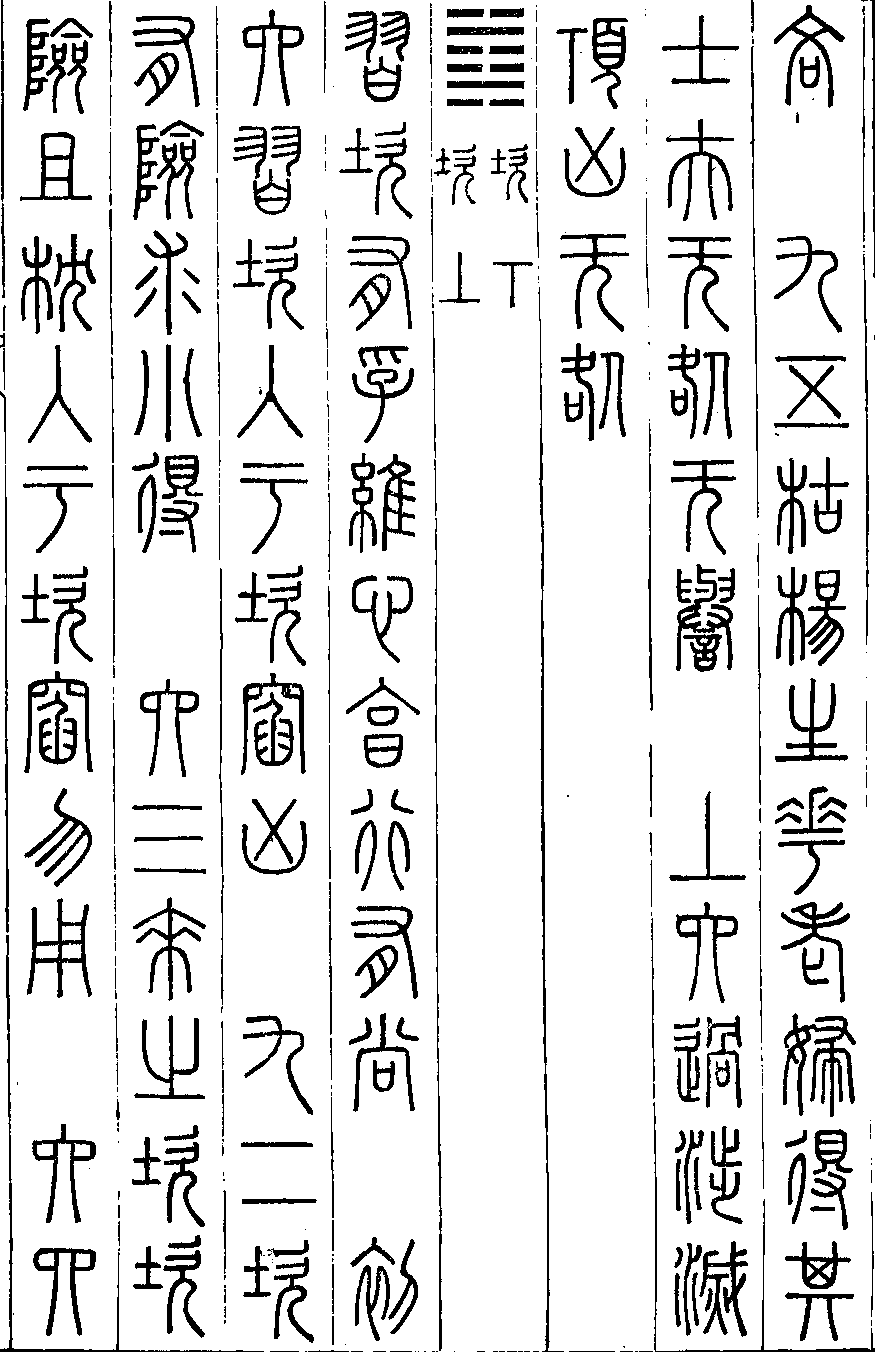 吝　九五枯楊生華老婦得其
士夫无咎无譽　上六過涉滅
頂凶无咎
䷜坎下坎上
習坎有孚維心亨行有尚　初
六習坎入于坎窞凶　九二坎
有險求小得　六三來之坎坎
險且枕入于坎窞勿用　六四